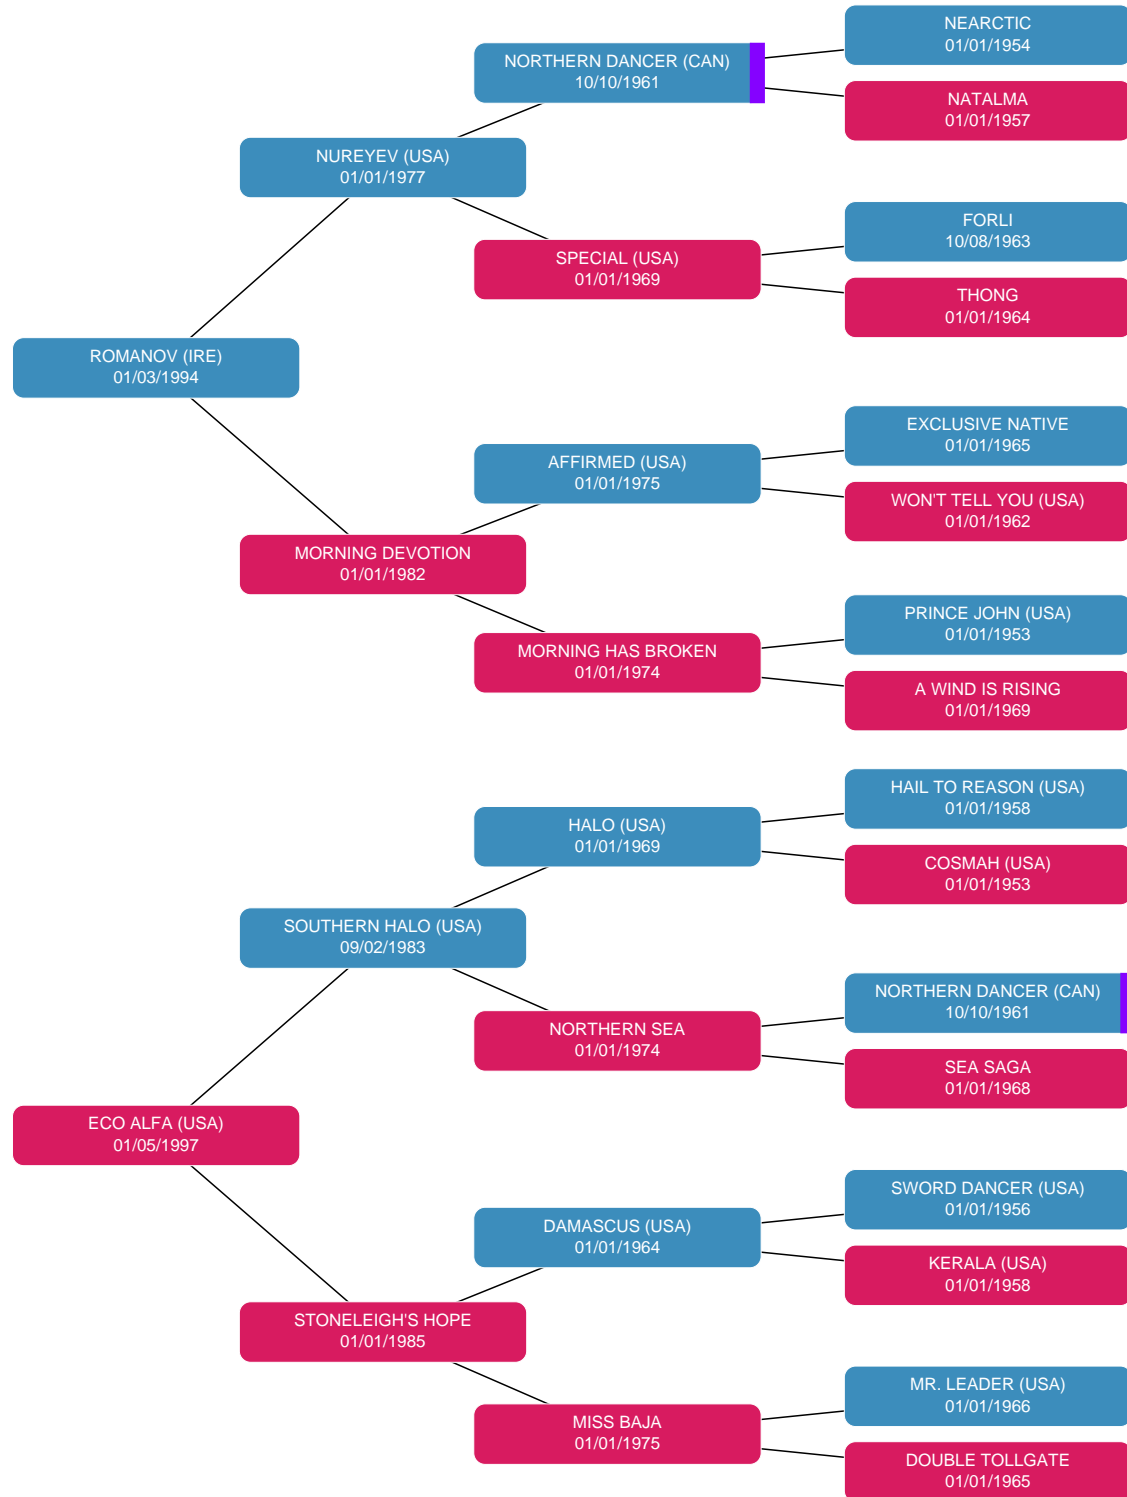 NEARCTIC
01/01/1954
NORTHERN DANCER (CAN)
10/10/1961
NATALMA
01/01/1957
NUREYEV (USA)
01/01/1977
FORLI
10/08/1963
SPECIAL (USA)
01/01/1969
THONG
01/01/1964
ROMANOV (IRE)
01/03/1994
EXCLUSIVE NATIVE
01/01/1965
AFFIRMED (USA)
01/01/1975
WON'T TELL YOU (USA)
01/01/1962
MORNING DEVOTION
01/01/1982
PRINCE JOHN (USA)
01/01/1953
MORNING HAS BROKEN
01/01/1974
A WIND IS RISING
01/01/1969
HAIL TO REASON (USA)
01/01/1958
HALO (USA)
01/01/1969
COSMAH (USA)
01/01/1953
SOUTHERN HALO (USA)
09/02/1983
NORTHERN DANCER (CAN)
10/10/1961
NORTHERN SEA
01/01/1974
SEA SAGA
01/01/1968
ECO ALFA (USA)
01/05/1997
SWORD DANCER (USA)
01/01/1956
DAMASCUS (USA)
01/01/1964
KERALA (USA)
01/01/1958
STONELEIGH'S HOPE
01/01/1985
MR. LEADER (USA)
01/01/1966
MISS BAJA
01/01/1975
DOUBLE TOLLGATE
01/01/1965